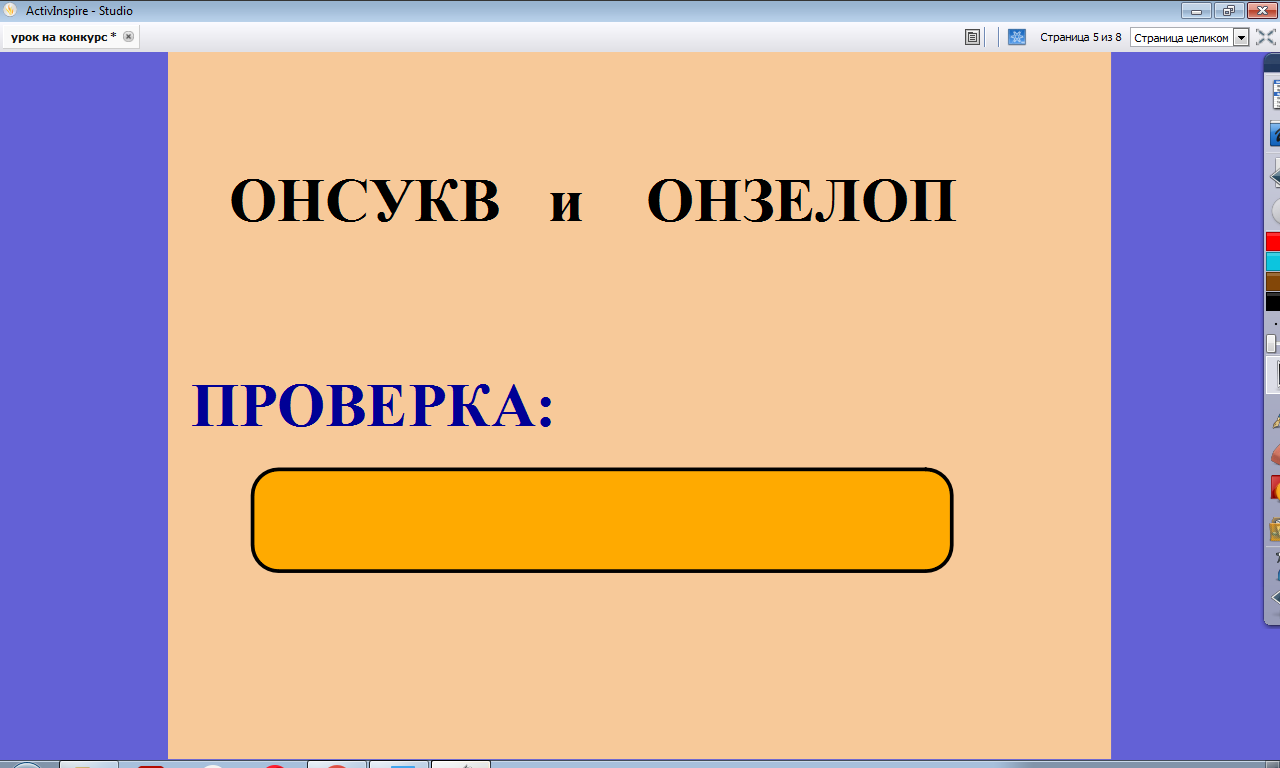 ActivInspire - Studio
урок на конкурс *
Страница 5 из 8
Страница целиком
ОНСУКВ и ОНЗЕЛОП
ПРОВЕРКА: